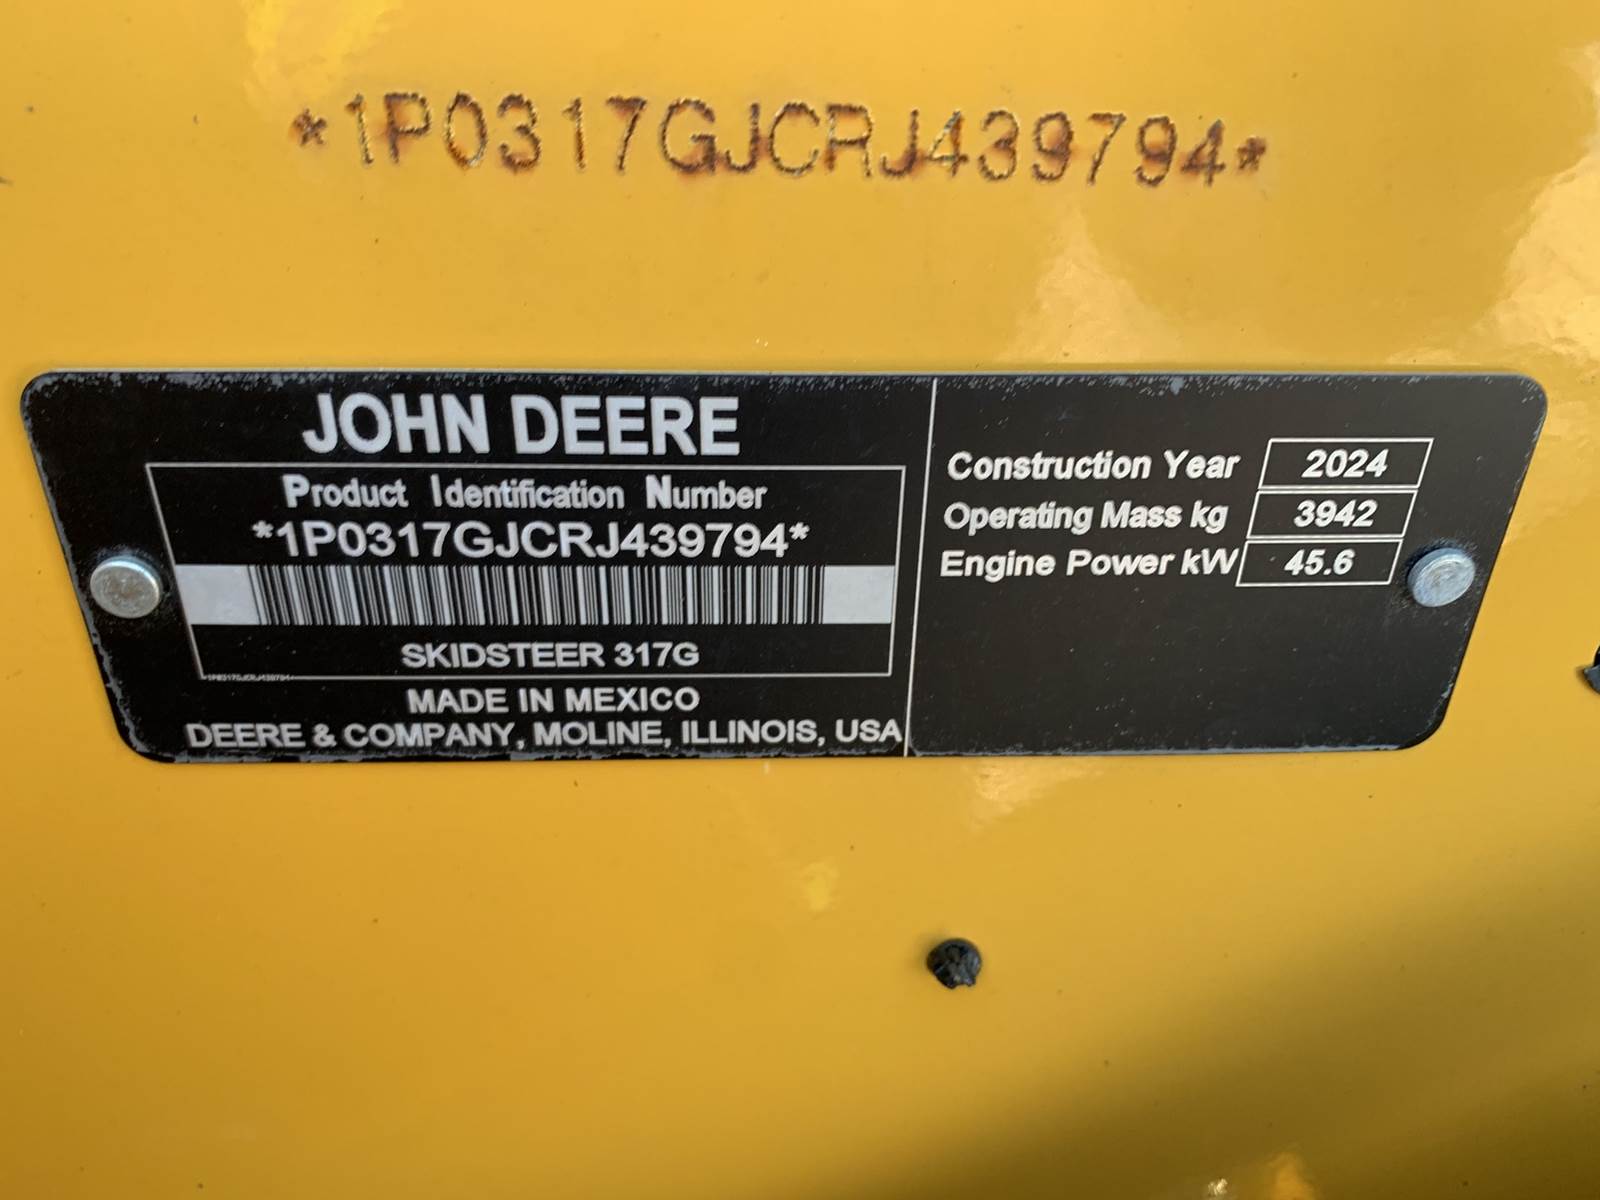 *1P0317GJCRJ439794*
JOHN DEERE
Product Identification Number
*1P0317GJCRJ439794*
SKIDSTEER 317G
1P0317GJCRJ439794
MADE IN MEXICO
DEERE & COMPANY, MOLINE, ILLINOIS, USA
Construction Year 2024
Operating Mass kg 3942
Engine Power kW 45.6